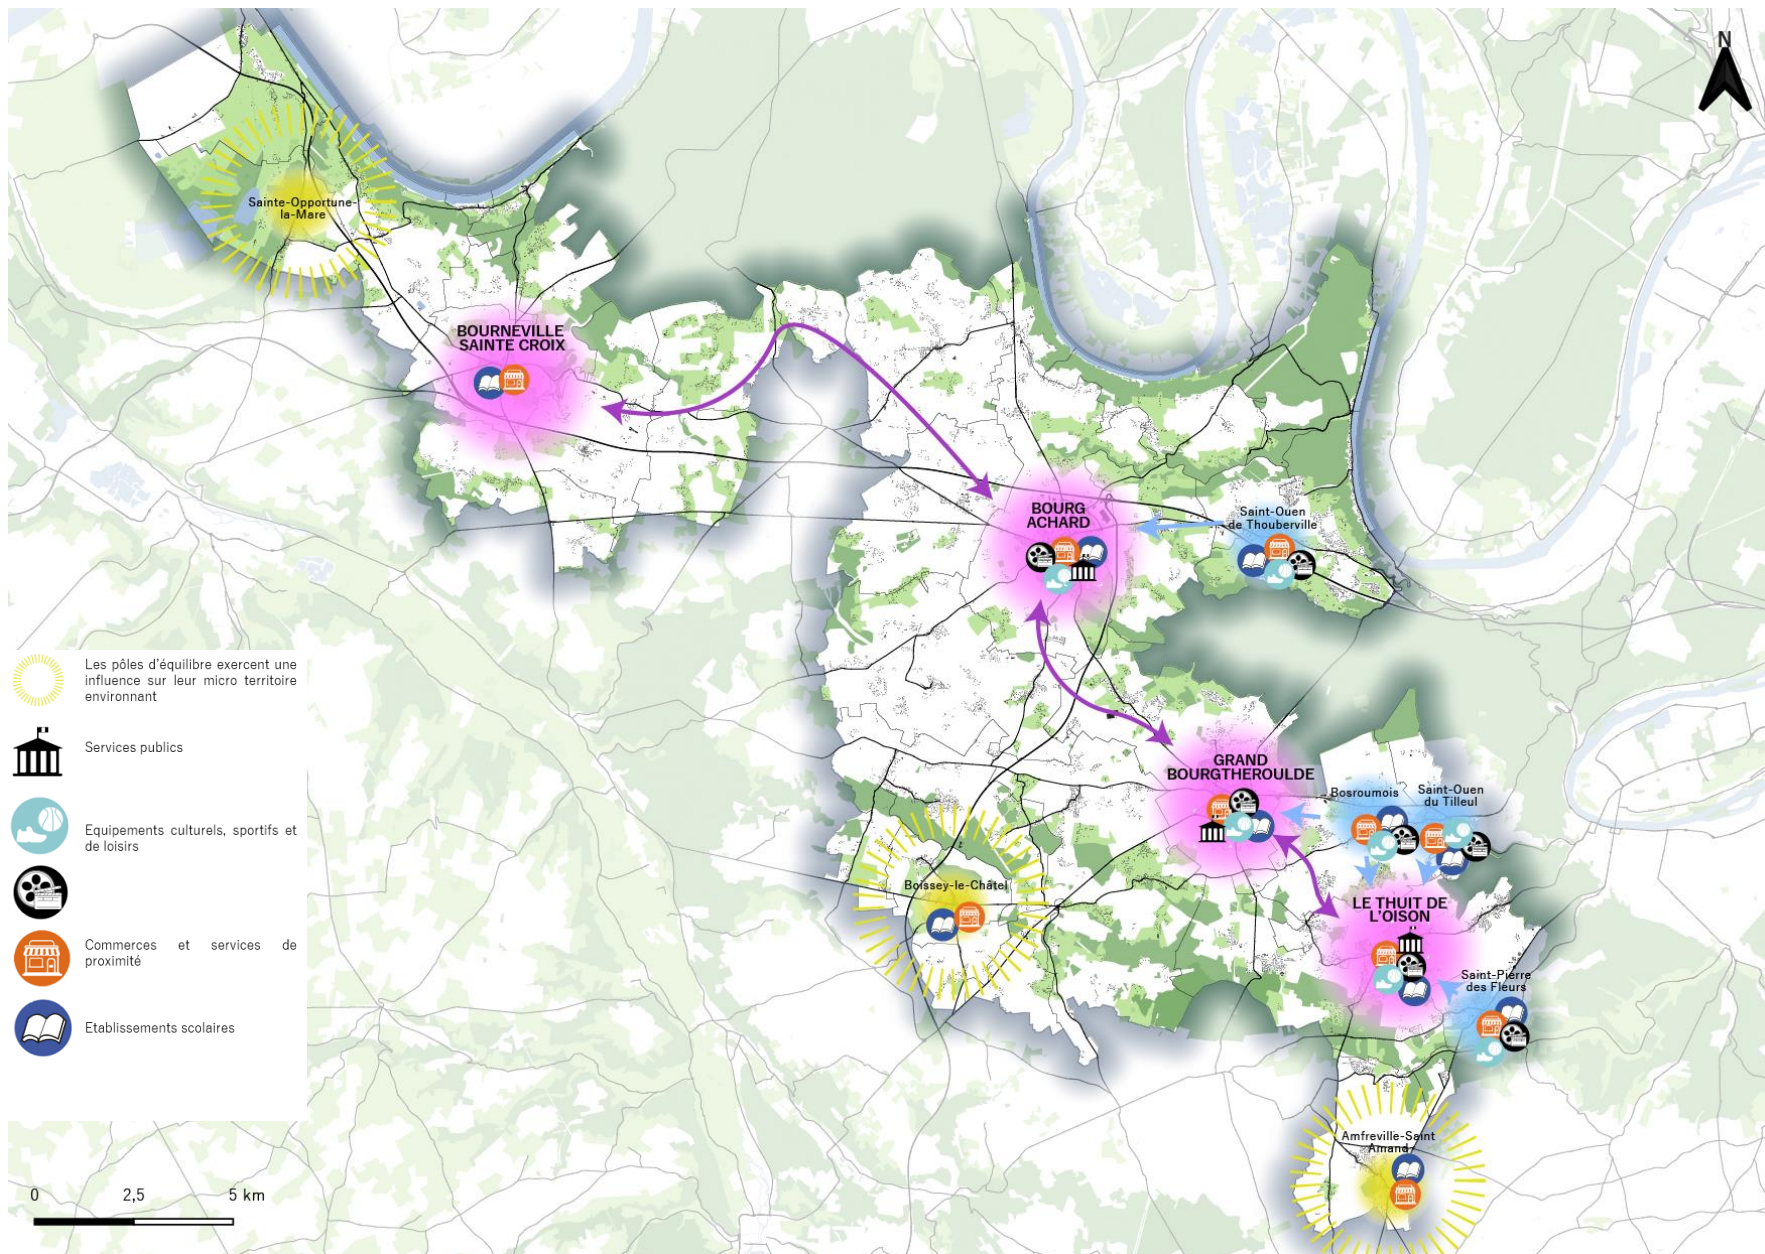 N
Sainte-Opportune-
la-Mare
BOURNEVILLE
SAINTE CROIX
BOURG
ACHARD
Saint-Ouen
de Thouberville
GRAND
BOURGTHEROULDE
Bosroumois
Saint-Ouen
du Tilleul
Boissey-le-Châtel
LE THUIT DE
L'OISON
Saint-Pierre
des Fleurs
Amfreville-Saint
Amand
Les pôles d'équilibre exercent une
influence sur leur micro territoire
environnant
Services publics
Equipements culturels, sportifs et
de loisirs
Commerces et services de
proximité
Etablissements scolaires
0 2,5 5 km